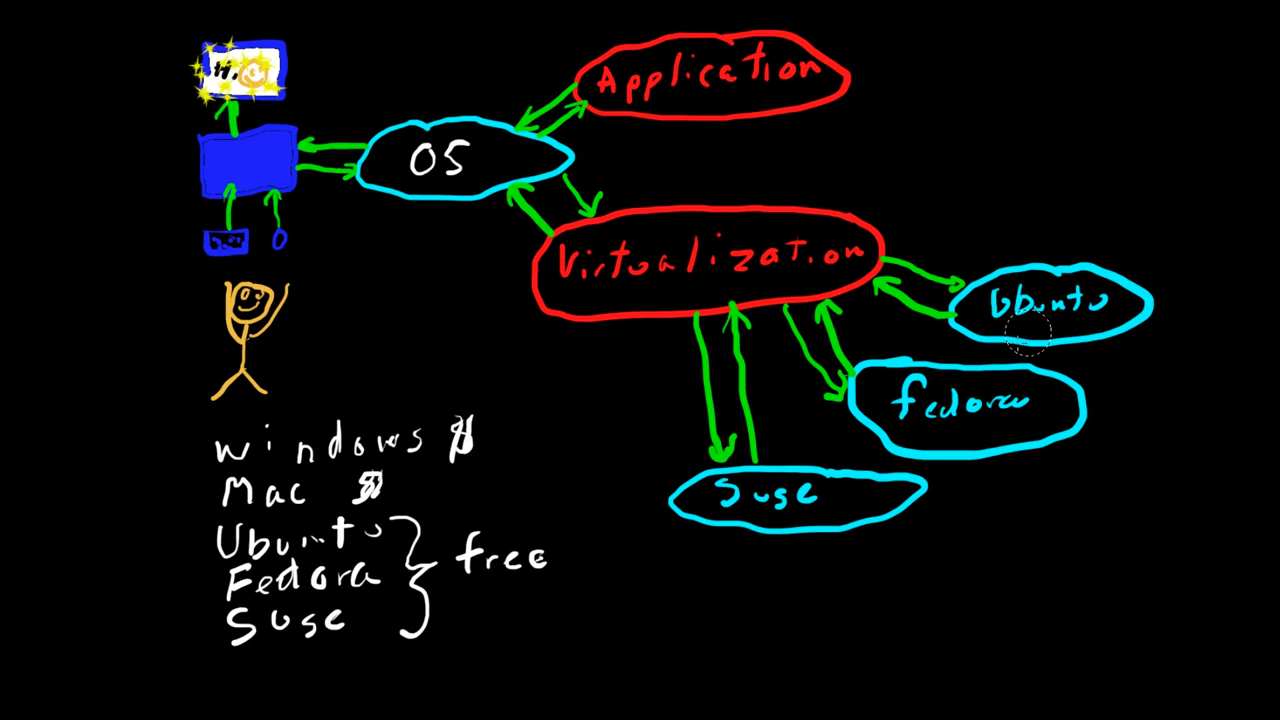 Application
OS
Virtualization
Ubuntu
fedora
Suse
windows $
Mac $
Ubuntu
Fedora
Suse
free